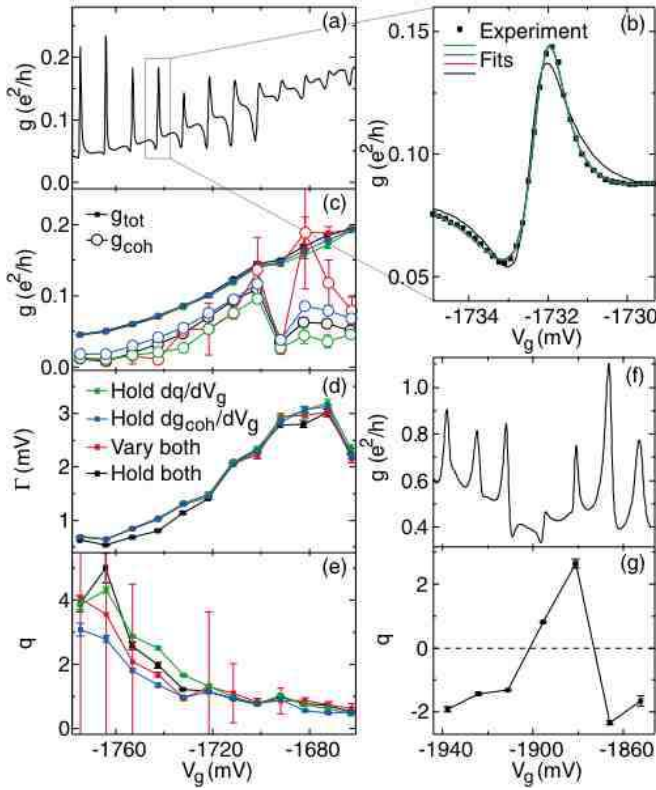 (a)
g (e²/h)
0.2
0.1
0.0
(b)
Experiment
Fits
g (e²/h)
0.15
0.10
0.05
-1734 -1732 -1730
V_g (mV)
(c)
g_tot
g_coh
g (e²/h)
0.2
0.1
0.0
(d)
Hold dq/dV_g
Hold dg_coh/dV_g
Vary both
Hold both
Γ (mV)
3
2
1
(e)
q
4
2
0
-1760 -1720 -1680
V_g (mV)
(f)
g (e²/h)
1.0
0.8
0.6
0.4
(g)
q
2
0
-2
-1940 -1900 -1860
V_g (mV)